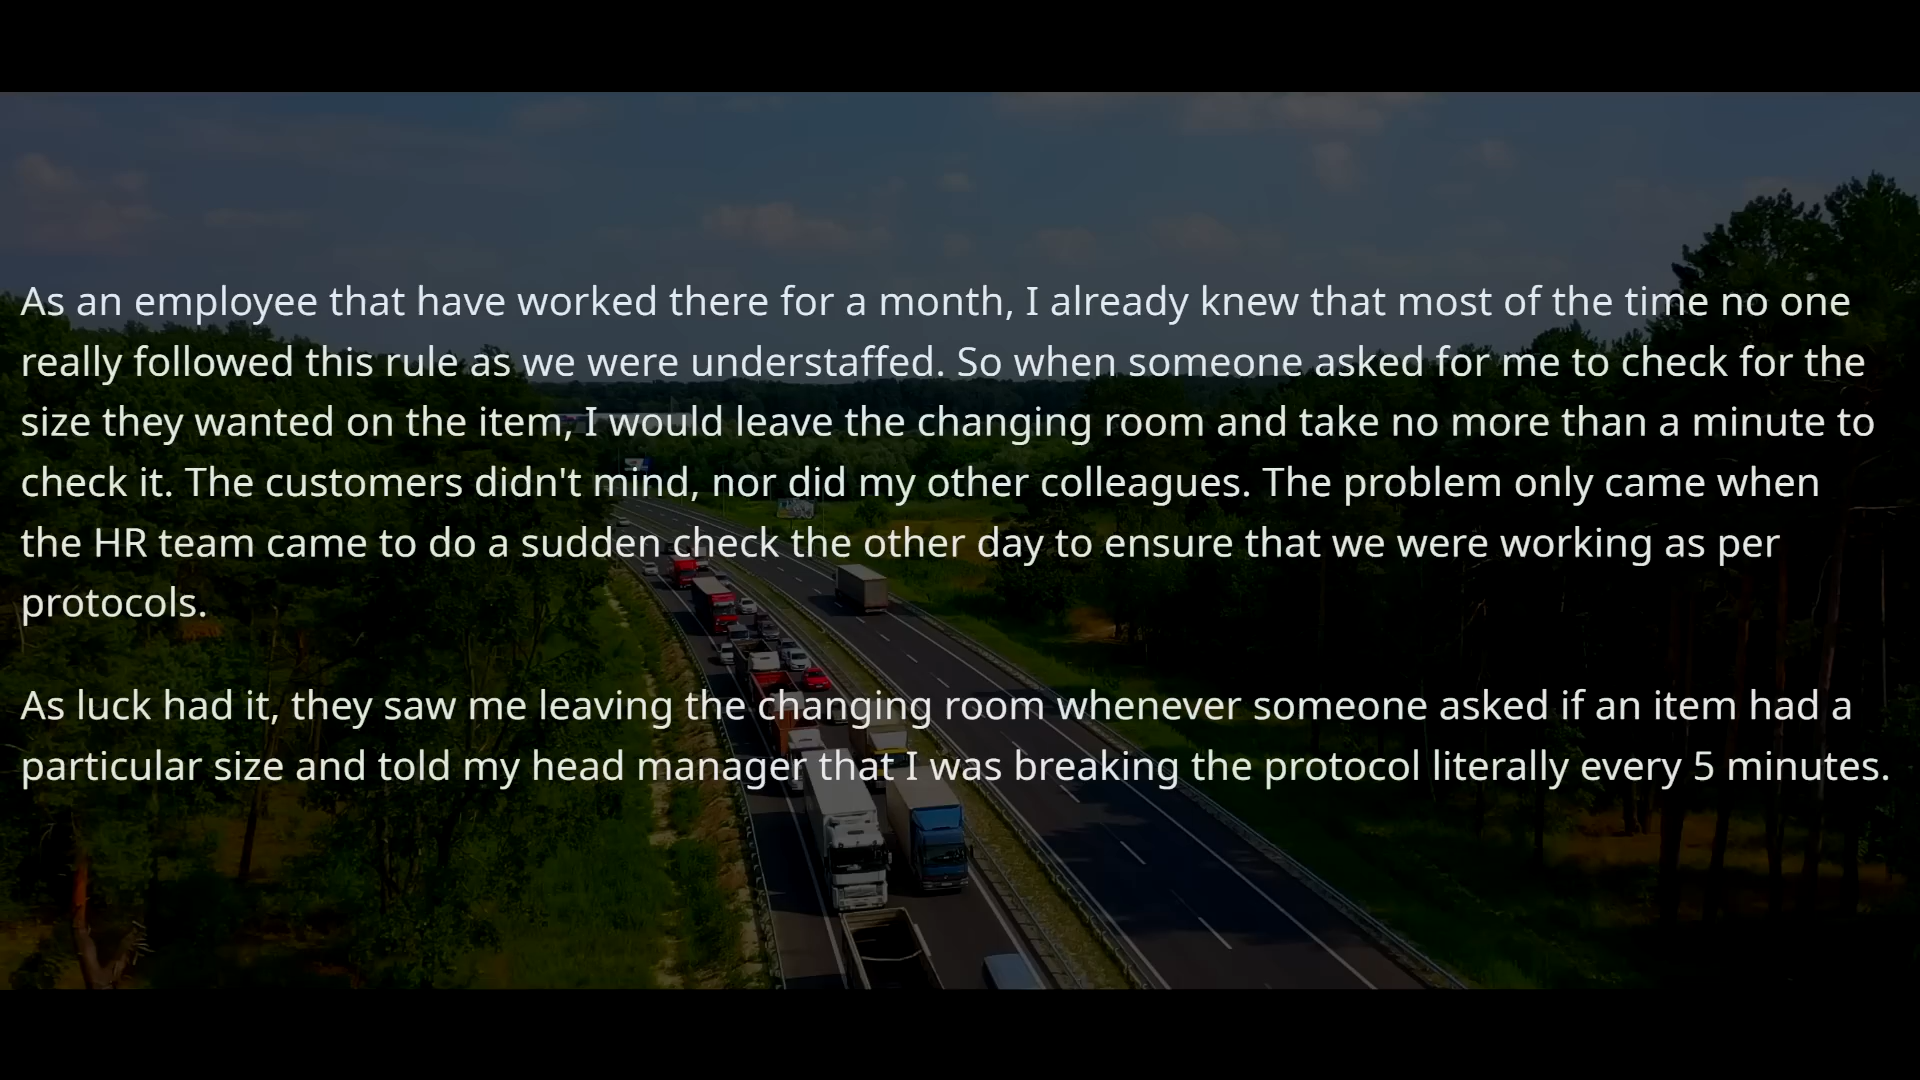 As an employee that have worked there for a month, I already knew that most of the time no one
really followed this rule as we were understaffed. So when someone asked for me to check for the
size they wanted on the item, I would leave the changing room and take no more than a minute to
check it. The customers didn't mind, nor did my other colleagues. The problem only came when
the HR team came to do a sudden check the other day to ensure that we were working as per
protocols.
As luck had it, they saw me leaving the changing room whenever someone asked if an item had a
particular size and told my head manager that I was breaking the protocol literally every 5 minutes.